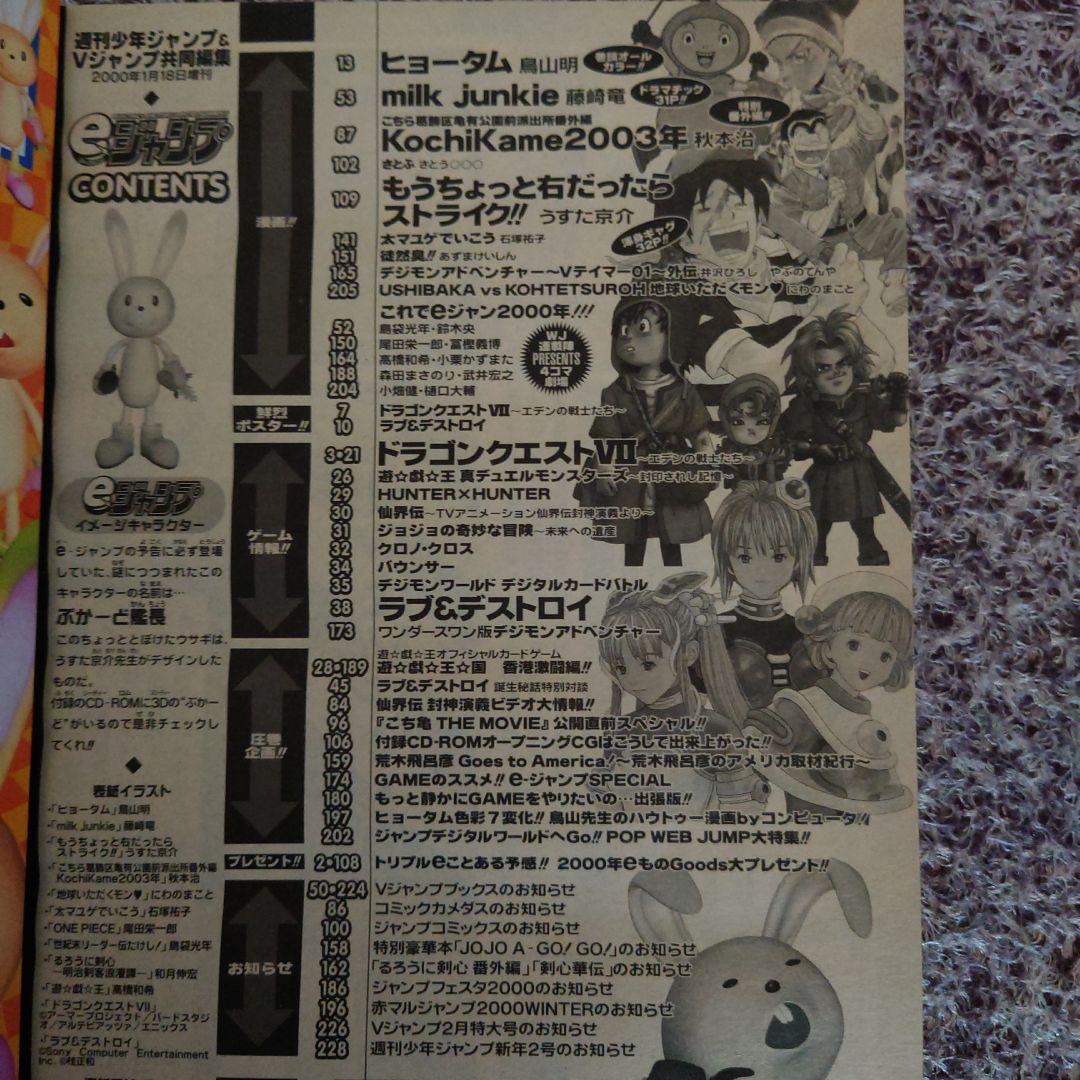 週刊少年ジャンプ&
Vジャンプ共同編集
2000年1月18日増刊
eジャンプ
CONTENTS
eジャンプ
イメージキャラクター
e-ジャンプの予告に必ず登場
していた、謎につつまれたこの
キャラクターの名前は…
ぷかーど艦長
このちょっととぼけたウサギは、
うすた京介先生がデザインした
ものだ。
付録のCD-ROMに3Dの"ぷかー
ど"がいるので是非チェックし
てくれ!!
表紙イラスト
・「ヒョータム」鳥山明
・「milk junkie」藤崎竜
・「もうちょっと右だったら
ストライク!!」うすた京介
・「こちら葛飾区亀有公園前派出所番外編
KochiKame2003年」秋本治
・「地球いただくモン♥」にわのまこと
・「太マユゲでいこう」石塚祐子
・「ONE PIECE」尾田栄一郎
・「世紀末リーダー伝たけし!」島袋光年
・「るろうに剣心
―明治剣客浪漫譚―」和月伸宏
・「遊☆戯☆王」高橋和希
・「ドラゴンクエストVII」
©アーマープロジェクト/バードスタジ
オ/アルテピアッツァ/エニックス
・「ラブ&デストロイ」
©Sony Computer Entertainment
Inc. ©桂正和
漫画!!
13 ヒョータム 鳥山明 巻頭オール
カラー!!
53 milk junkie 藤崎竜 ドラマチック
31P!!
こちら葛飾区亀有公園前派出所番外編
87 KochiKame2003年 秋本治 特別
番外編!!
102 さとふ さとう○○○
109 もうちょっと右だったら
ストライク!! うすた京介 渾身ギャグ
32P!!
141 太マユゲでいこう 石塚祐子
151 徒然臭!! あずまけいしん
165 デジモンアドベンチャー〜Vテイマー01〜外伝 井沢ひろし やぶのてんや
205 USHIBAKA vs KOHTETSUROH 地球いただくモン♥ にわのまこと
これでeジャン2000年!!!
52 島袋光年・鈴木央
150 尾田栄一郎・冨樫義博
164 高橋和希・小栗かずまた
188 森田まさのり・武井宏之
204 小畑健・樋口大輔
WJ
連載陣
PRESENTS
4コマ
劇場
鮮烈
ポスター!!
7 ドラゴンクエストVII〜エデンの戦士たち〜
10 ラブ&デストロイ
ゲーム
情報!!
3・21 ドラゴンクエストVII〜エデンの戦士たち〜
26 遊☆戯☆王 真デュエルモンスターズ〜封印されし記憶〜
29 HUNTER×HUNTER
30 仙界伝〜TVアニメーション仙界伝封神演義より〜
31 ジョジョの奇妙な冒険〜未来への遺産
32 クロノ・クロス
34 バウンサー
35 デジモンワールド デジタルカードバトル
38 ラブ&デストロイ
173 ワンダースワン版デジモンアドベンチャー
圧巻
企画!!
遊☆戯☆王オフィシャルカードゲーム
28・189 遊☆戯☆王☆国 香港激闘編!!
45 ラブ&デストロイ 誕生秘話特別対談
84 仙界伝 封神演義ビデオ大情報!!
96 『こち亀 THE MOVIE』公開直前スペシャル!!
106 付録CD-ROMオープニングCGはこうして出来上がった!!
159 荒木飛呂彦 Goes to America!〜荒木飛呂彦のアメリカ取材紀行〜
174 GAMEのススメ!! e-ジャンプSPECIAL
180 もっと静かにGAMEをやりたいの…出張版!!
197 ヒョータム色彩7変化!! 鳥山先生のハウトゥー漫画byコンピュータ!!
202 ジャンプデジタルワールドへGo!! POP WEB JUMP大特集!!
プレゼント!! 2・108 トリプルeことある予感!! 2000年eものGoods大プレゼント!!
お知らせ
50・224 Vジャンプブックスのお知らせ
86 コミックカメダスのお知らせ
100 ジャンプコミックスのお知らせ
158 特別豪華本「JOJO A-GO!GO!」のお知らせ
162 「るろうに剣心 番外編」「剣心華伝」のお知らせ
186 ジャンプフェスタ2000のお知らせ
196 赤マルジャンプ2000WINTERのお知らせ
226 Vジャンプ2月特大号のお知らせ
228 週刊少年ジャンプ新年2号のお知らせ